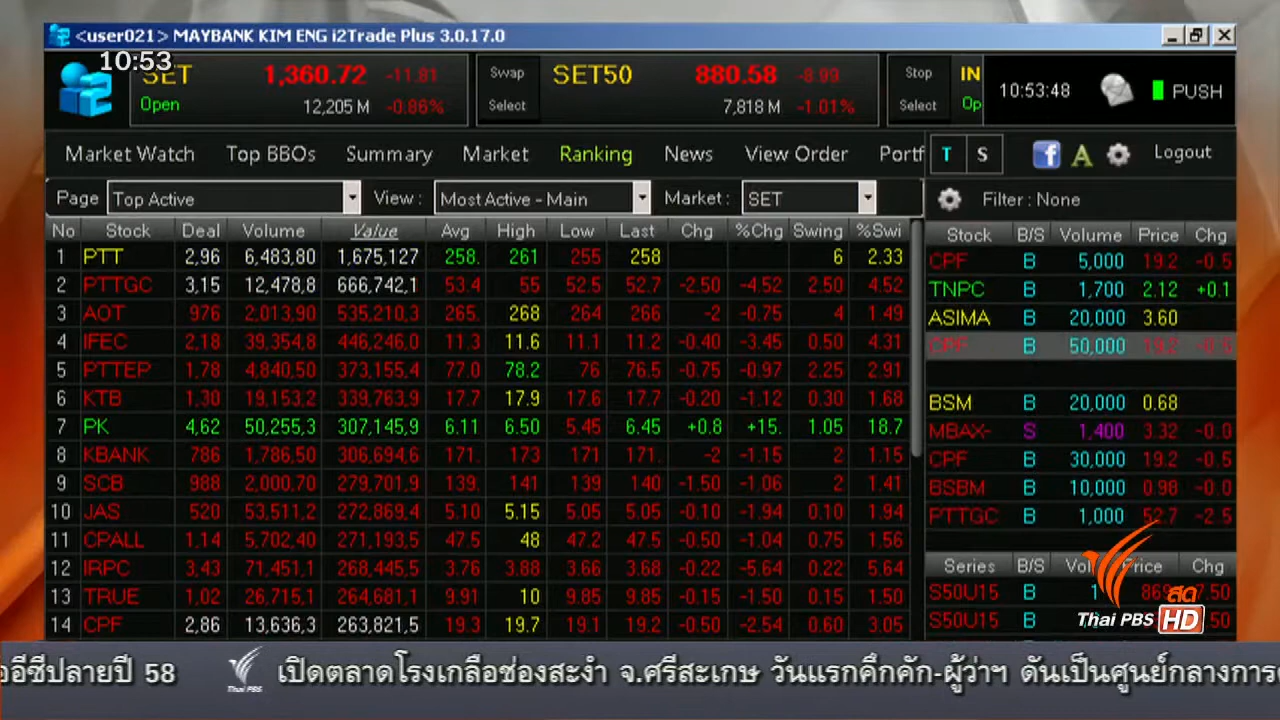 <user021> MAYBANK KIM ENG i2Trade Plus 3.0.17.0
10:53
SET 1,360.72 -11.81
Open 12,205 M -0.86%
Swap
Select
SET50 880.58 -8.99
7,818 M -1.01%
Stop
Select
IN
Op
10:53:48 PUSH
Market Watch Top BBOs Summary Market Ranking News View Order Portf
T S f A Logout
Page Top Active View : Most Active - Main Market : SET
Filter : None
No Stock Deal Volume Value Avg High Low Last Chg %Chg Swing %Swi
1 PTT 2,96 6,483,80 1,675,127 258. 261 255 258 6 2.33
2 PTTGC 3,15 12,478,8 666,742,1 53.4 55 52.5 52.7 -2.50 -4.52 2.50 4.52
3 AOT 976 2,013,90 535,210,3 265. 268 264 266 -2 -0.75 4 1.49
4 IFEC 2,18 39,354,8 446,246,0 11.3 11.6 11.1 11.2 -0.40 -3.45 0.50 4.31
5 PTTEP 1,78 4,840,50 373,155,4 77.0 78.2 76 76.5 -0.75 -0.97 2.25 2.91
6 KTB 1,30 19,153,2 339,763,9 17.7 17.9 17.6 17.7 -0.20 -1.12 0.30 1.68
7 PK 4,62 50,255,3 307,145,9 6.11 6.50 5.45 6.45 +0.8 +15. 1.05 18.7
8 KBANK 786 1,786,50 306,694,6 171. 173 171 171. -2 -1.15 2 1.15
9 SCB 988 2,000,70 279,701,9 139. 141 139 140 -1.50 -1.06 2 1.41
10 JAS 520 53,511,2 272,869,4 5.10 5.15 5.05 5.05 -0.10 -1.94 0.10 1.94
11 CPALL 1,14 5,702,40 271,193,5 47.5 48 47.2 47.5 -0.50 -1.04 0.75 1.56
12 IRPC 3,43 71,451,1 268,445,5 3.76 3.88 3.66 3.68 -0.22 -5.64 0.22 5.64
13 TRUE 1,02 26,715,1 264,681,1 9.91 10 9.85 9.85 -0.15 -1.50 0.15 1.50
14 CPF 2,86 13,636,3 263,821,5 19.3 19.7 19.1 19.2 -0.50 -2.54 0.60 3.05
Stock B/S Volume Price Chg
CPF B 5,000 19.2 -0.5
TNPC B 1,700 2.12 +0.1
ASIMA B 20,000 3.60
CPF B 50,000 19.2 -0.5
BSM B 20,000 0.68
MBAX- S 1,400 3.32 -0.0
CPF B 30,000 19.2 -0.5
BSBM B 10,000 0.98 -0.0
PTTGC B 1,000 52.7 -2.5
Series B/S Chg
S50U15 B 1
S50U15 B
สด
Thai PBS HD
ออีซีปลายปี 58 Thai PBS เปิดตลาดโรงเกลือช่องสะงำ จ.ศรีสะเกษ วันแรกคึกคัก-ผู้ว่าฯ ดันเป็นศูนย์กลางการ